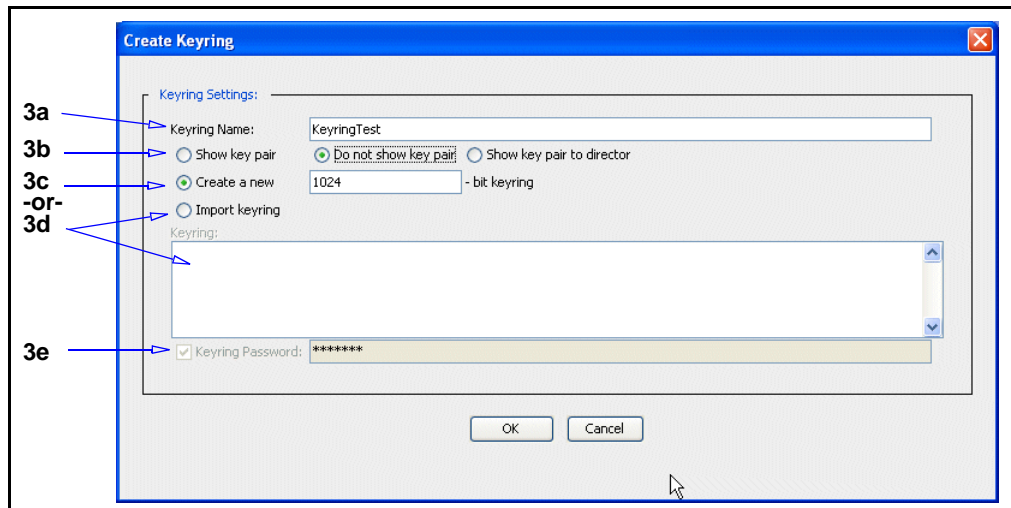 Create Keyring
Keyring Settings:
3a
Keyring Name:
KeyringTest
3b
Show key pair
Do not show key pair
Show key pair to director
3c
Create a new
1024
- bit keyring
-or-
Import keyring
3d
Keyring:
3e
Keyring Password:
*******
OK
Cancel